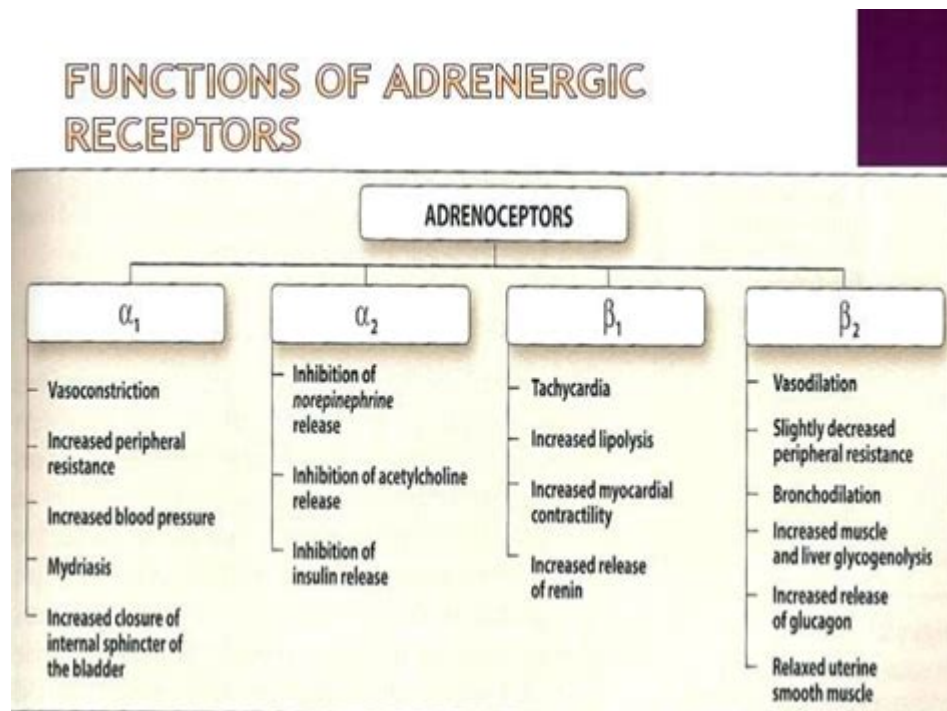 FUNCTIONS OF ADRENERGIC
RECEPTORS
ADRENOCEPTORS
α₁
Vasoconstriction
Increased peripheral
resistance
Increased blood pressure
Mydriasis
Increased closure of
internal sphincter of
the bladder
α₂
Inhibition of
norepinephrine
release
Inhibition of acetylcholine
release
Inhibition of
insulin release
β₁
Tachycardia
Increased lipolysis
Increased myocardial
contractility
Increased release
of renin
β₂
Vasodilation
Slightly decreased
peripheral resistance
Bronchodilation
Increased muscle
and liver glycogenolysis
Increased release
of glucagon
Relaxed uterine
smooth muscle